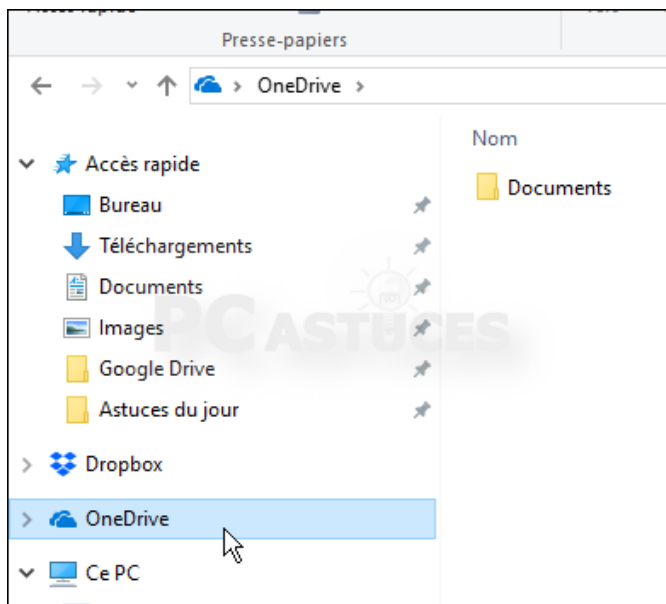 Presse-papiers
OneDrive
Nom
Accès rapide
Documents
Bureau
Téléchargements
Documents
Images
PC ASTUCES
Google Drive
Astuces du jour
Dropbox
OneDrive
Ce PC